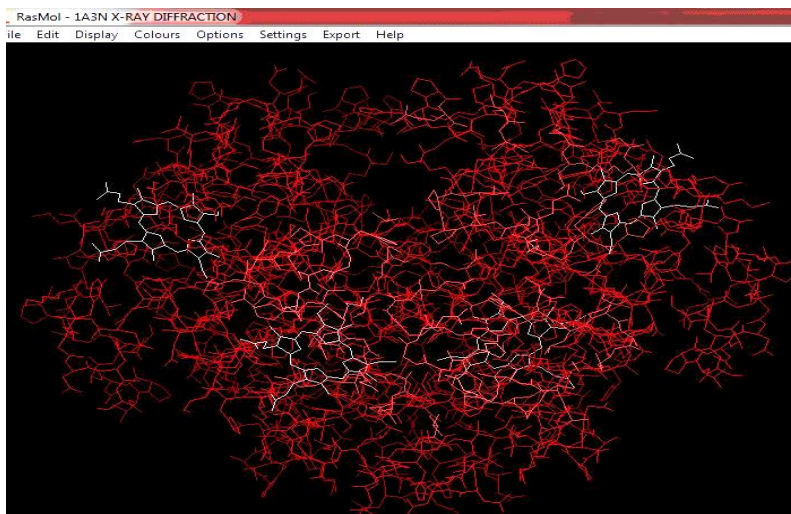 RasMol - 1A3N X-RAY DIFFRACTION
ile Edit Display Colours Options Settings Export Help